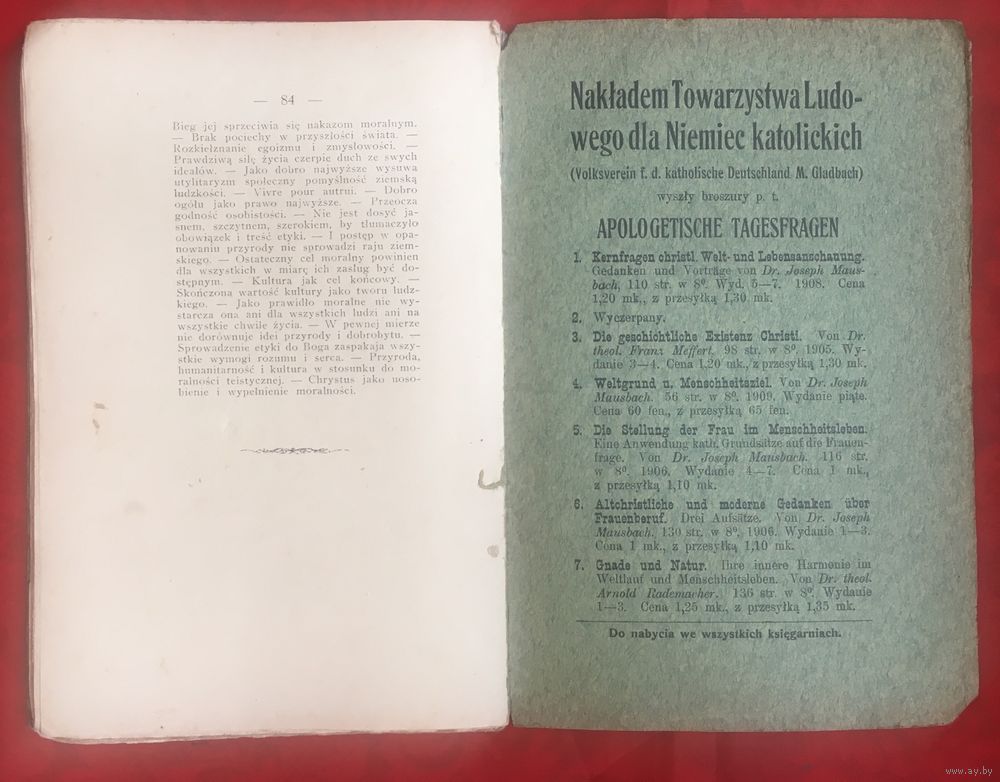 — 84 —
Bieg jej sprzeciwia się nakazom moralnym.
— Brak pociechy w przyszłości świata. —
Rozkiełznanie egoizmu i zmysłowości. —
Prawdziwą siłę życia czerpie duch ze swych
ideałów. — Jako dobro najwyższe wysuwa
utylitaryzm społeczny pomyślność ziemską
ludzkości. — Vivre pour autrui. — Dobro
ogółu jako prawo najwyższe. — Przeocza
godność osobistości. — Nie jest dosyć ja-
snem, szczytnem, szerokiem, by tłumaczyło
obowiązek i treść etyki. — I postęp w opa-
nowaniu przyrody nie sprowadzi raju ziem-
skiego. — Ostateczny cel moralny powinien
dla wszystkich w miarę ich zasług być do-
stępnym. — Kultura jak cel końcowy. —
Skończona wartość kultury jako tworu ludz-
kiego. — Jako prawidło moralne nie wy-
starcza ona ani dla wszystkich ludzi ani na
wszystkie chwile życia. — W pewnej mierze
nie dorównuje idei przyrody i dobrobytu. —
Sprowadzenie etyki do Boga zaspakaja wszy-
stkie wymogi rozumu i serca. — Przyroda,
humanitarność i kultura w stosunku do mo-
ralności teistycznej. — Chrystus jako uoso-
bienie i wypełnienie moralności.
Nakładem Towarzystwa Ludo-
wego dla Niemiec katolickich
(Volksverein f. d. katholische Deutschland M. Gladbach)
wyszły broszury p. t.
APOLOGETISCHE TAGESFRAGEN
1. Kernfragen christl. Welt- und Lebensanschauung.
Gedanken und Vorträge von Dr. Joseph Maus-
bach, 110 str. w 8⁰. Wyd. 5—7. 1908. Cena
1,20 mk., z przesyłką 1,30 mk.
2. Wyczerpany.
3. Die geschichtliche Existenz Christi. Von Dr.
theol. Franz Meffert. 98 str. w 8⁰. 1905. Wy-
danie 3—4. Cena 1,20 mk., z przesyłką 1,30 mk.
4. Weltgrund u. Menschheitsziel. Von Dr. Joseph
Mausbach. 56 str. w 8⁰. 1909. Wydanie piąte.
Cena 60 fen., z przesyłką 65 fen.
5. Die Stellung der Frau im Menschheitsleben.
Eine Anwendung kath. Grundsätze auf die Frauen-
frage. Von Dr. Joseph Mausbach. 116 str.
w 8⁰. 1906. Wydanie 4—7. Cena 1 mk.,
z przesyłką 1,10 mk.
6. Altchristliche und moderne Gedanken über
Frauenberuf. Drei Aufsätze. Von Dr. Joseph
Mausbach. 130 str. w 8⁰. 1906. Wydanie 1—3.
Cena 1 mk., z przesyłką 1,10 mk.
7. Gnade und Natur. Ihre innere Harmonie im
Weltlauf und Menschheitsleben. Von Dr. theol.
Arnold Rademacher. 136 str. w 8⁰. Wydanie
1—3. Cena 1,25 mk., z przesyłką 1,35 mk.
Do nabycia we wszystkich księgarniach.
www.ay.by